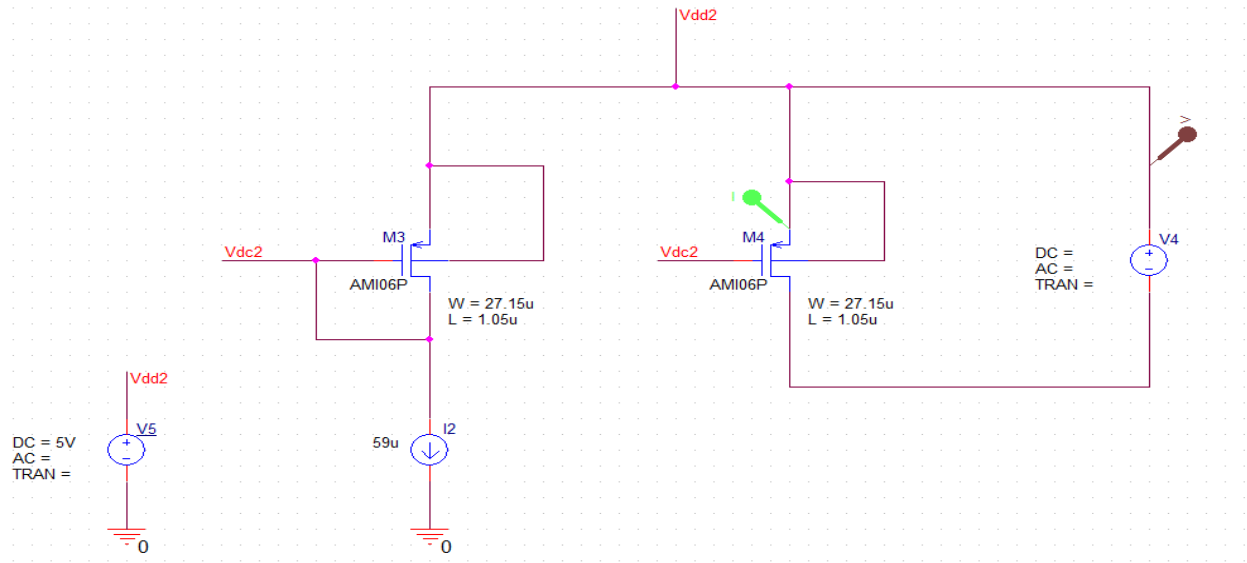 Vdd2
V
I
M3
Vdc2
AMI06P
W = 27.15u
L = 1.05u
M4
Vdc2
AMI06P
W = 27.15u
L = 1.05u
V4
DC =
AC =
TRAN =
Vdd2
V5
DC = 5V
AC =
TRAN =
0
I2
59u
0